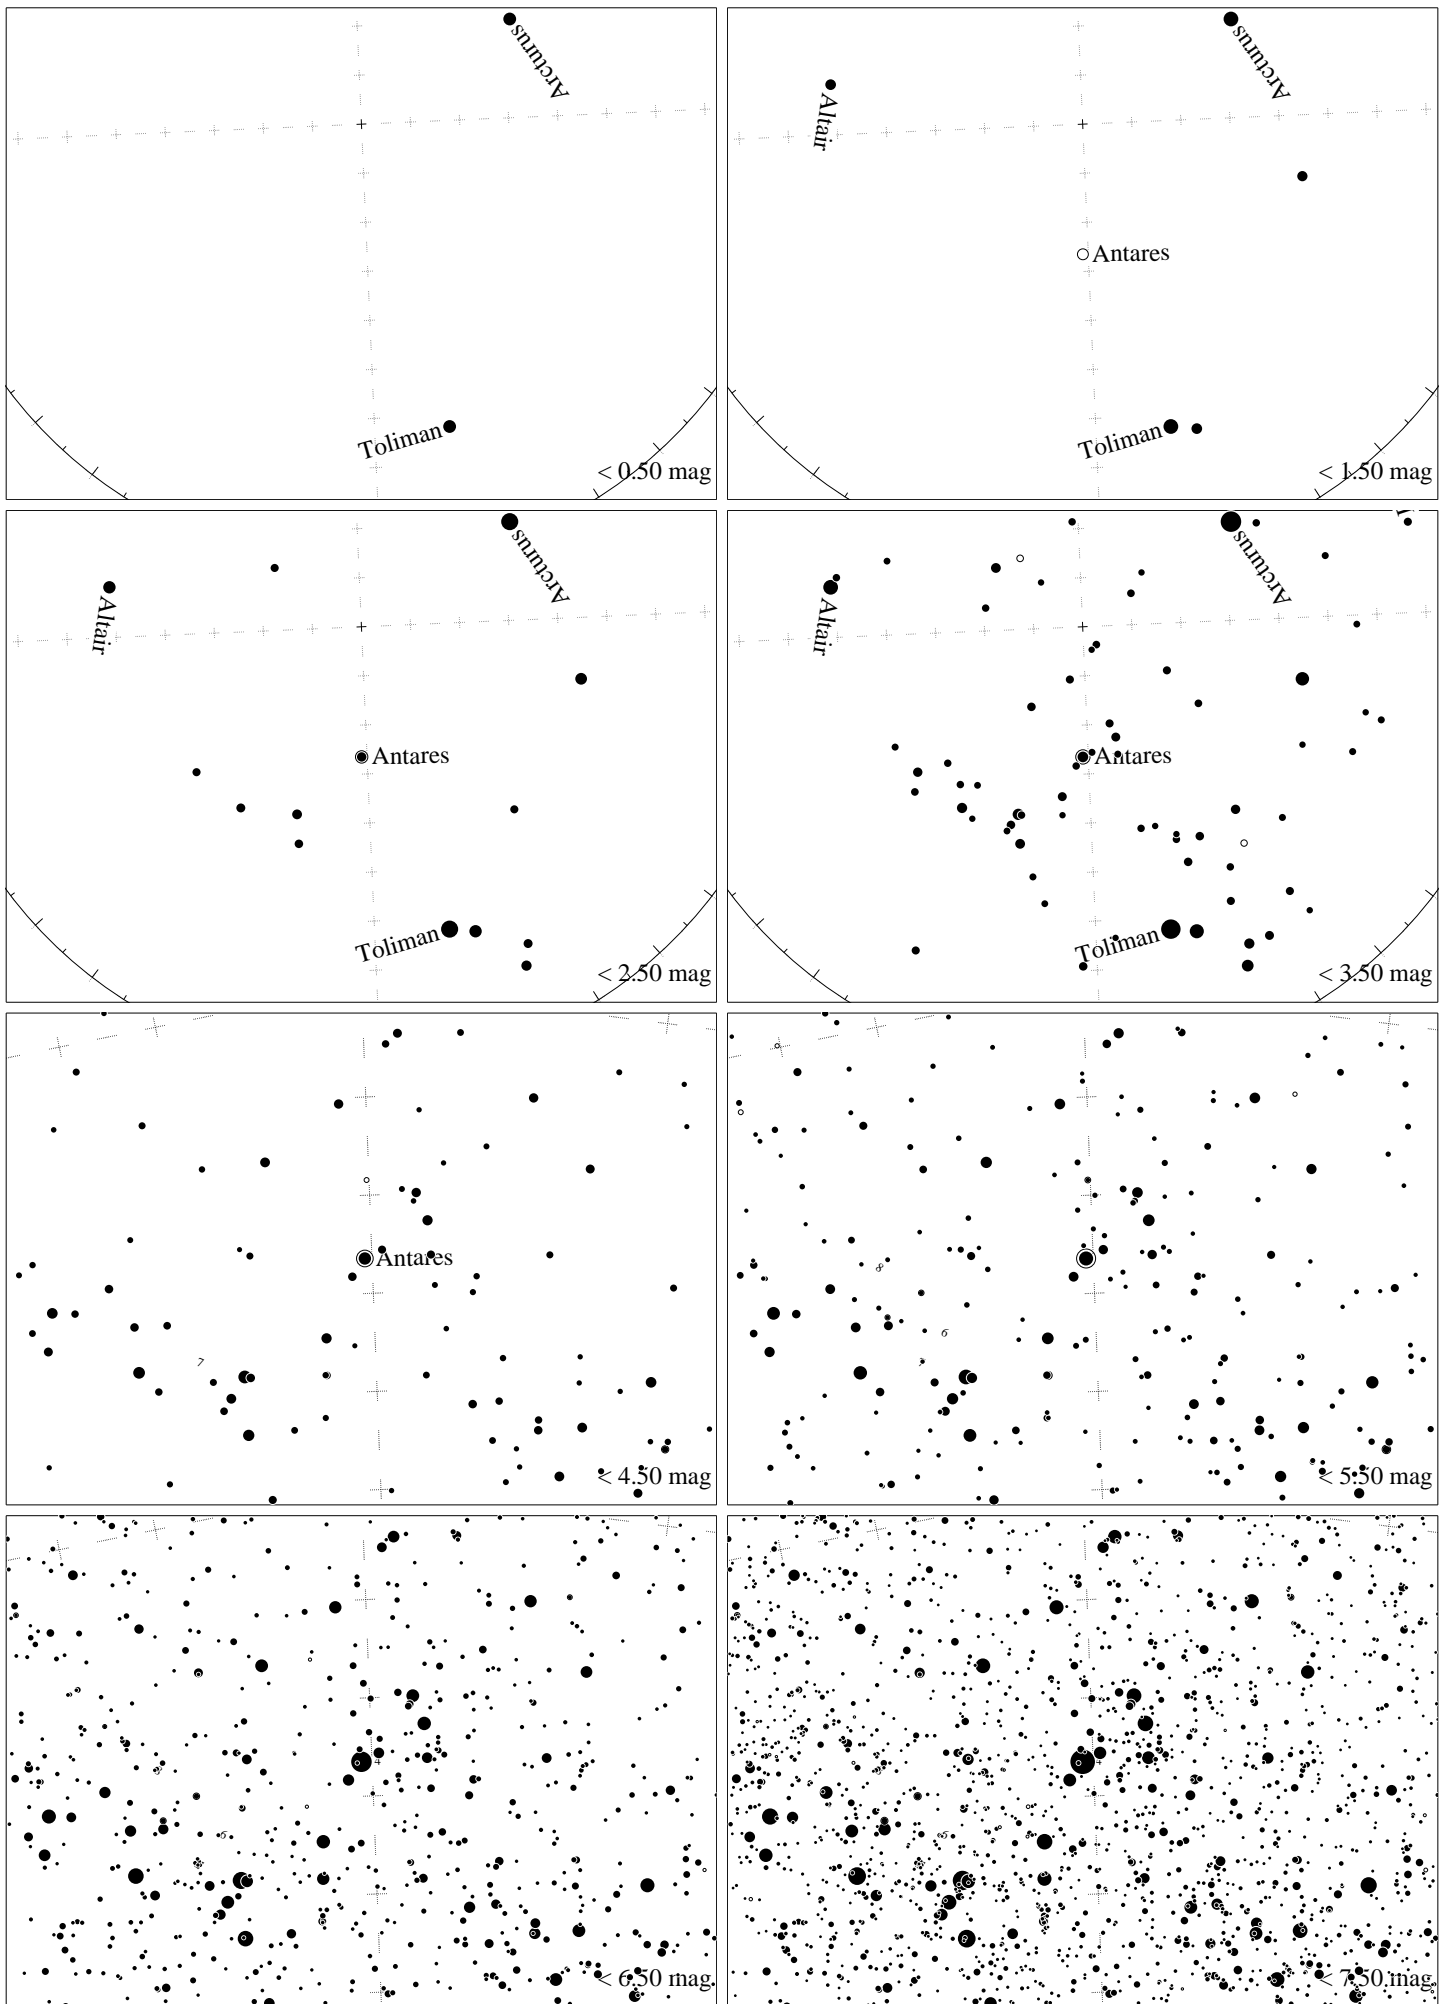 Arcturus
Toliman
< 0.50 mag
Arcturus
Altair
Antares
Toliman
< 1.50 mag
Arcturus
Altair
Antares
Toliman
< 2.50 mag
Arcturus
Altair
Antares
Toliman
< 3.50 mag
Antares
7
< 4.50 mag
6
< 5.50 mag
< 6.50 mag
< 7.50 mag